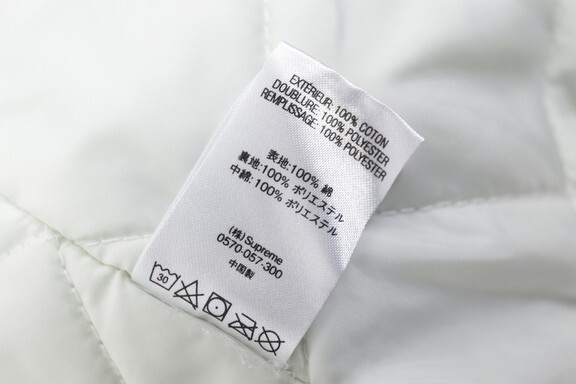 EXTÉRIEUR: 100% COTON
DOUBLURE: 100% POLYESTER
REMPLISSAGE: 100% POLYESTER
表地:100% 綿
裏地:100% ポリエステル
中綿:100% ポリエステル
(株)Supreme
0570-057-300
中国製
30